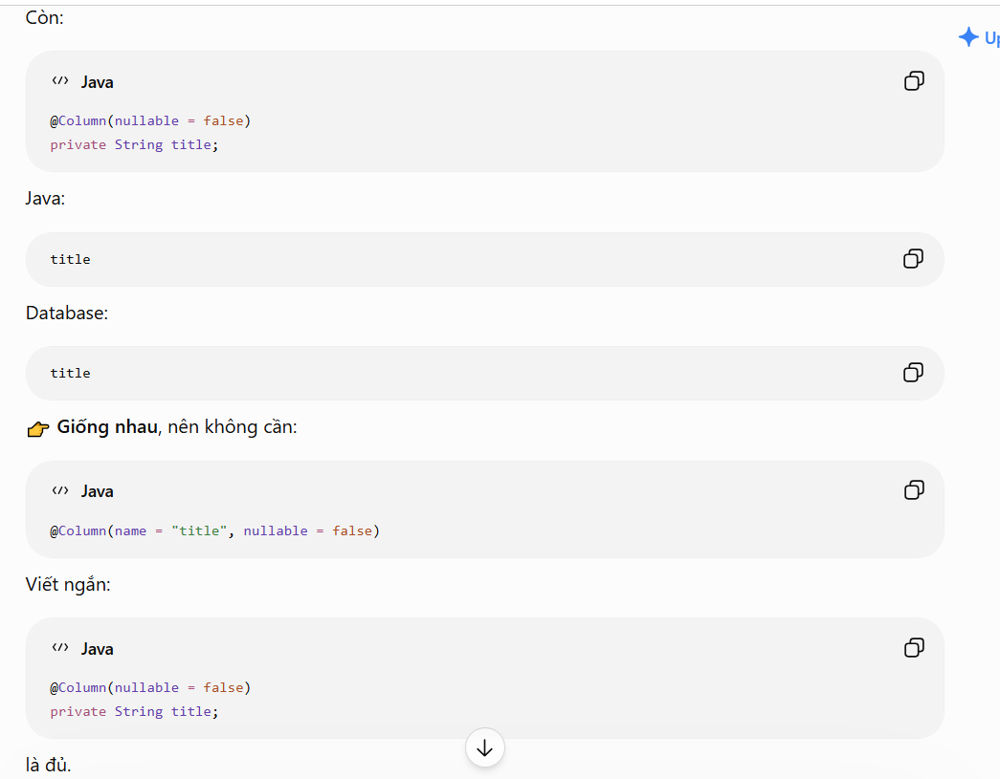 Còn:
Up
Java
@Column(nullable = false)
private String title;
Java:
title
Database:
title
👉 Giống nhau, nên không cần:
Java
@Column(name = "title", nullable = false)
Viết ngắn:
Java
@Column(nullable = false)
private String title;
là đủ.